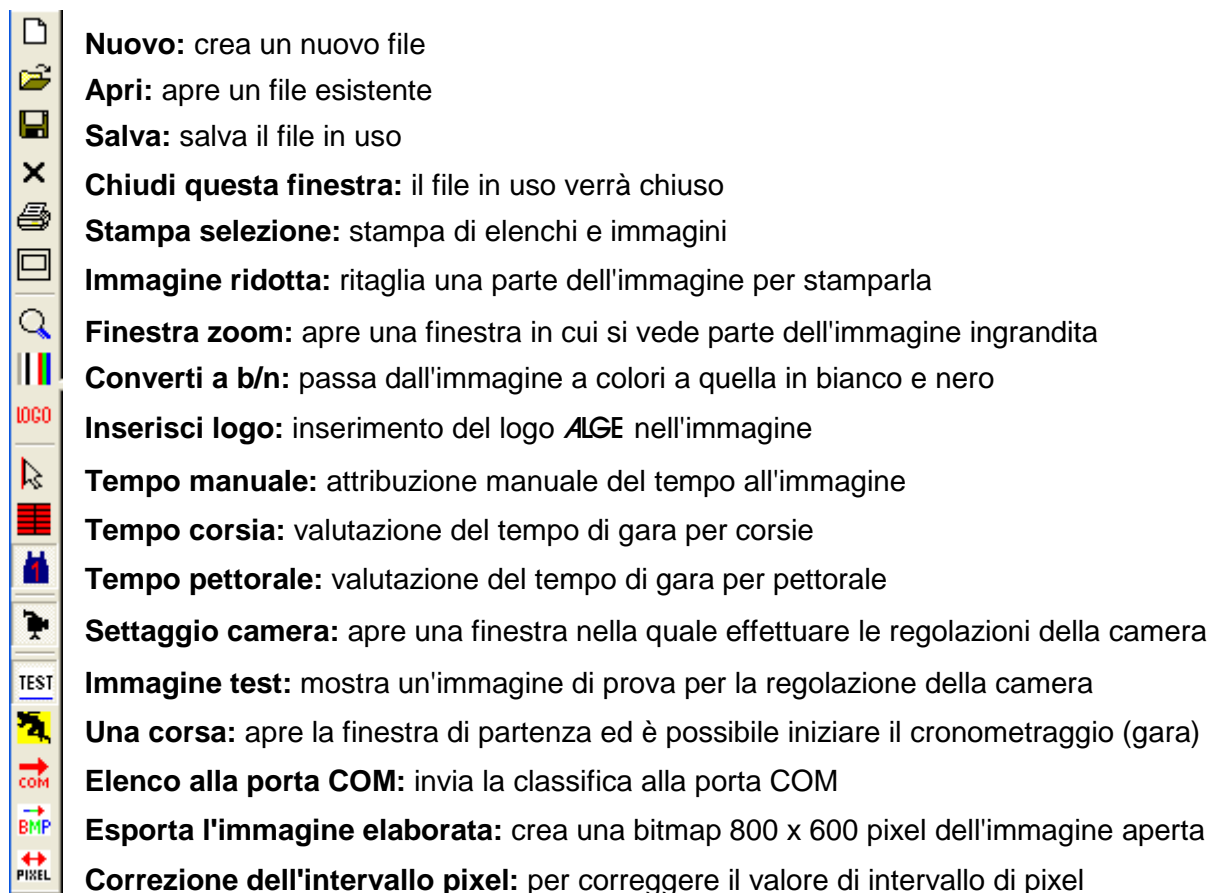 Nuovo: crea un nuovo file
Apri: apre un file esistente
Salva: salva il file in uso
Chiudi questa finestra: il file in uso verrà chiuso
Stampa selezione: stampa di elenchi e immagini
Immagine ridotta: ritaglia una parte dell'immagine per stamparla
Finestra zoom: apre una finestra in cui si vede parte dell'immagine ingrandita
Converti a b/n: passa dall'immagine a colori a quella in bianco e nero
LOGO Inserisci logo: inserimento del logo ALGE nell'immagine
Tempo manuale: attribuzione manuale del tempo all'immagine
Tempo corsia: valutazione del tempo di gara per corsie
1 Tempo pettorale: valutazione del tempo di gara per pettorale
Settaggio camera: apre una finestra nella quale effettuare le regolazioni della camera
TEST Immagine test: mostra un'immagine di prova per la regolazione della camera
Una corsa: apre la finestra di partenza ed è possibile iniziare il cronometraggio (gara)
COM Elenco alla porta COM: invia la classifica alla porta COM
BMP Esporta l'immagine elaborata: crea una bitmap 800 x 600 pixel dell'immagine aperta
PIXEL Correzione dell'intervallo pixel: per correggere il valore di intervallo di pixel